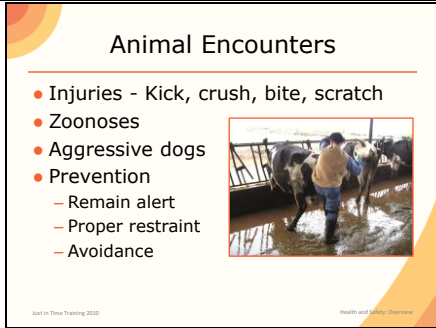 Animal Encounters
● Injuries - Kick, crush, bite, scratch
● Zoonoses
● Aggressive dogs
● Prevention
– Remain alert
– Proper restraint
– Avoidance
Just In Time Training 2010
Health and Safety: Overview